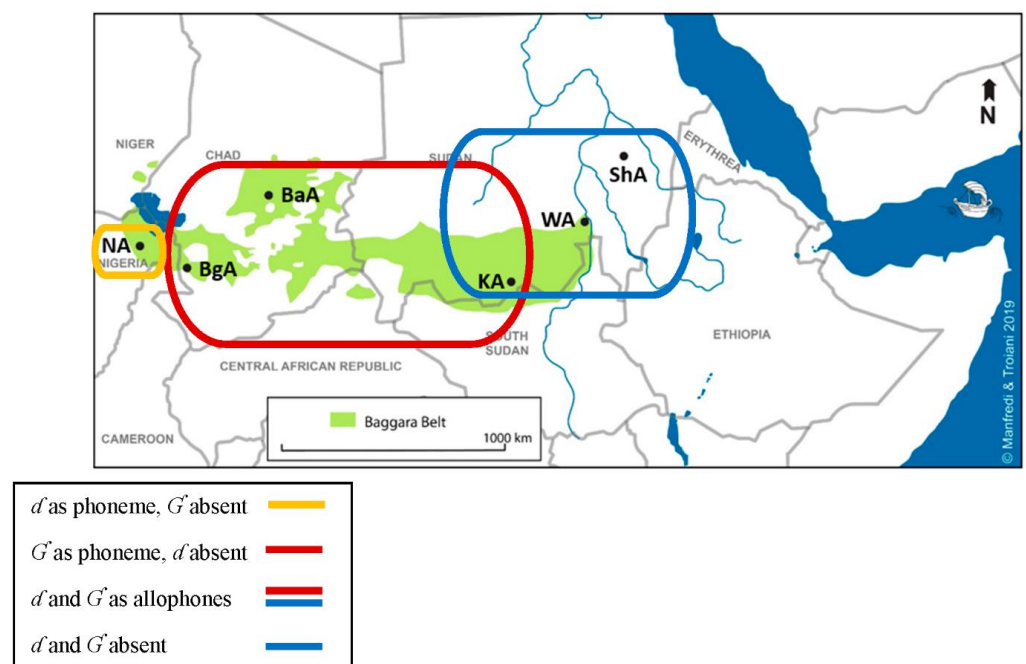 NIGER
CHAD
SUDAN
ERYTHREA
N
BaA
ShA
WA
NA
NIGERIA
BgA
KA
SOUTH
SUDAN
ETHIOPIA
CENTRAL AFRICAN REPUBLIC
CAMEROON
Baggara Belt
1000 km
© Manfredi & Troiani 2019
ɗ as phoneme, ʛ absent
ʛ as phoneme, ɗ absent
ɗ and ʛ as allophones
ɗ and ʛ absent